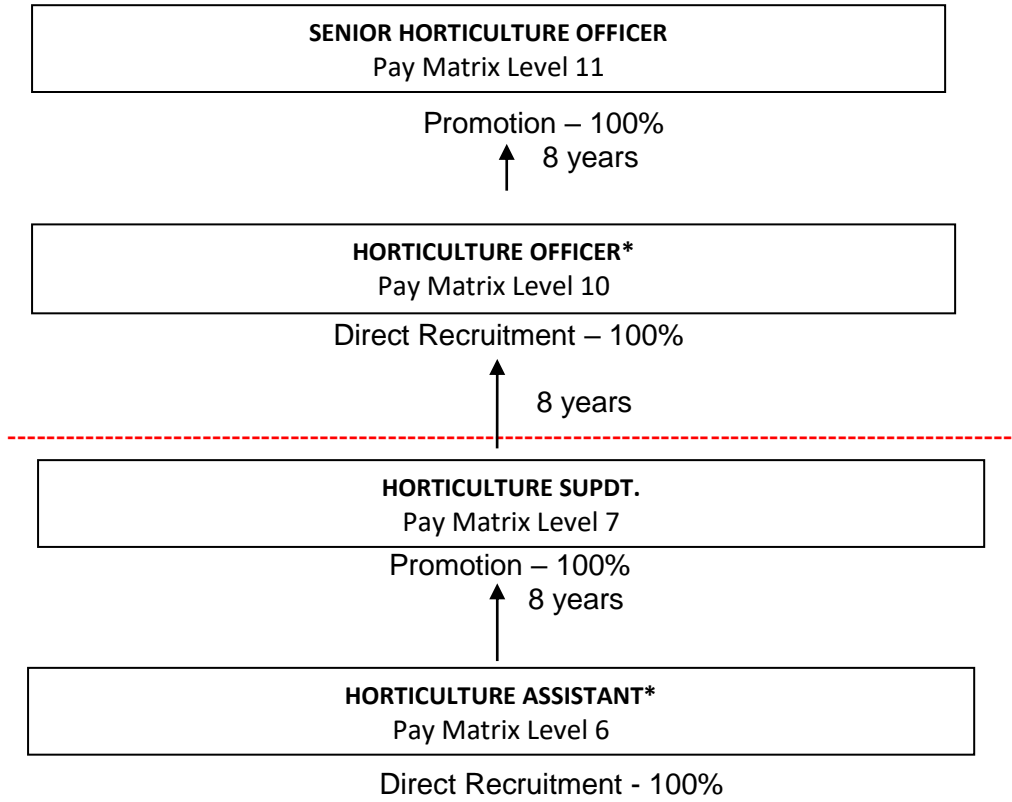 SENIOR HORTICULTURE OFFICER
Pay Matrix Level 11
Promotion – 100%
8 years
HORTICULTURE OFFICER*
Pay Matrix Level 10
Direct Recruitment – 100%
8 years
HORTICULTURE SUPDT.
Pay Matrix Level 7
Promotion – 100%
8 years
HORTICULTURE ASSISTANT*
Pay Matrix Level 6
Direct Recruitment - 100%